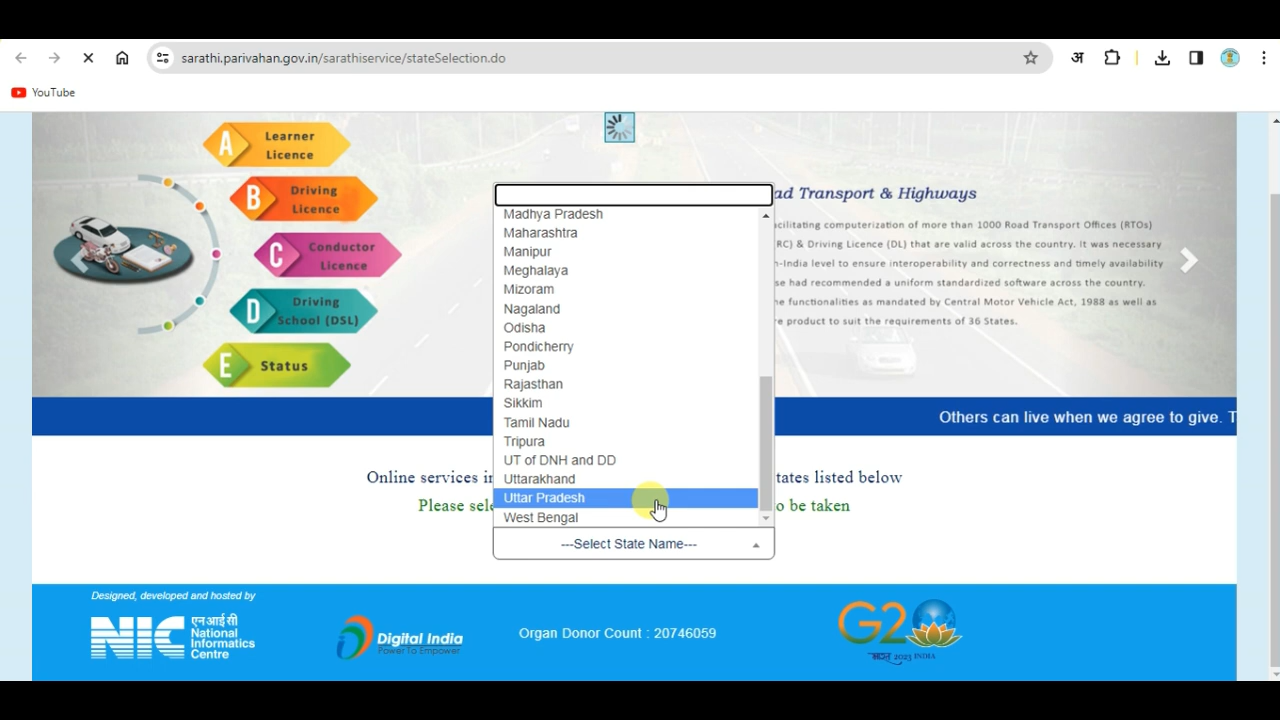 sarathi.parivahan.gov.in/sarathiservice/stateSelection.do
अ
YouTube
A
Learner
Licence
B
Driving
Licence
C
Conductor
Licence
D
Driving
School (DSL)
E
Status
ad Transport & Highways
cilitating computerization of more than 1000 Road Transport Offices (RTOs)
RC) & Driving Licence (DL) that are valid across the country. It was necessary
n-India level to ensure interoperability and correctness and timely availability
se had recommended a uniform standardized software across the country.
he functionalities as mandated by Central Motor Vehicle Act, 1988 as well as
e product to suit the requirements of 36 States.
Madhya Pradesh
Maharashtra
Manipur
Meghalaya
Mizoram
Nagaland
Odisha
Pondicherry
Punjab
Rajasthan
Sikkim
Tamil Nadu
Tripura
UT of DNH and DD
Uttarakhand
Uttar Pradesh
West Bengal
---Select State Name---
Others can live when we agree to give. T
Online services in tates listed below
Please sele o be taken
Designed, developed and hosted by
NIC
एन आई सी
National
Informatics
Centre
Digital India
Power To Empower
Organ Donor Count : 20746059
G20
भारत 2023 INDIA